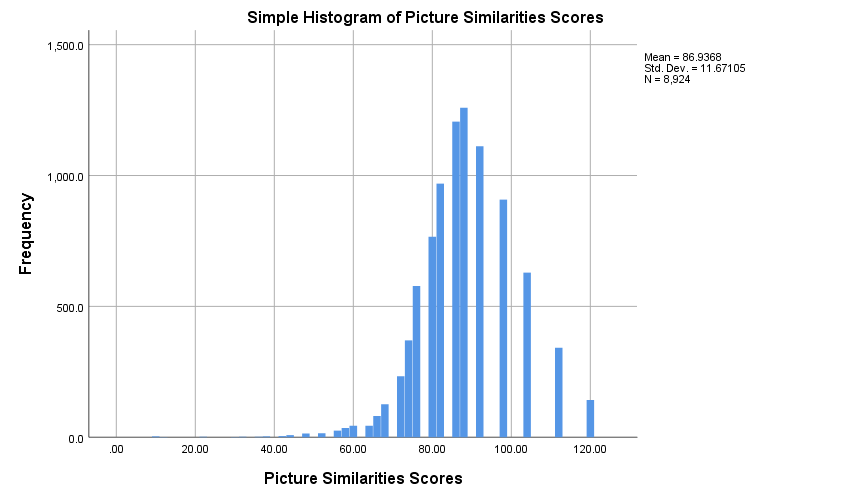 Simple Histogram of Picture Similarities Scores
Mean = 86.9368
Std. Dev. = 11.67105
N = 8,924
1,500.0
1,000.0
500.0
0.0
Frequency
.00 20.00 40.00 60.00 80.00 100.00 120.00
Picture Similarities Scores